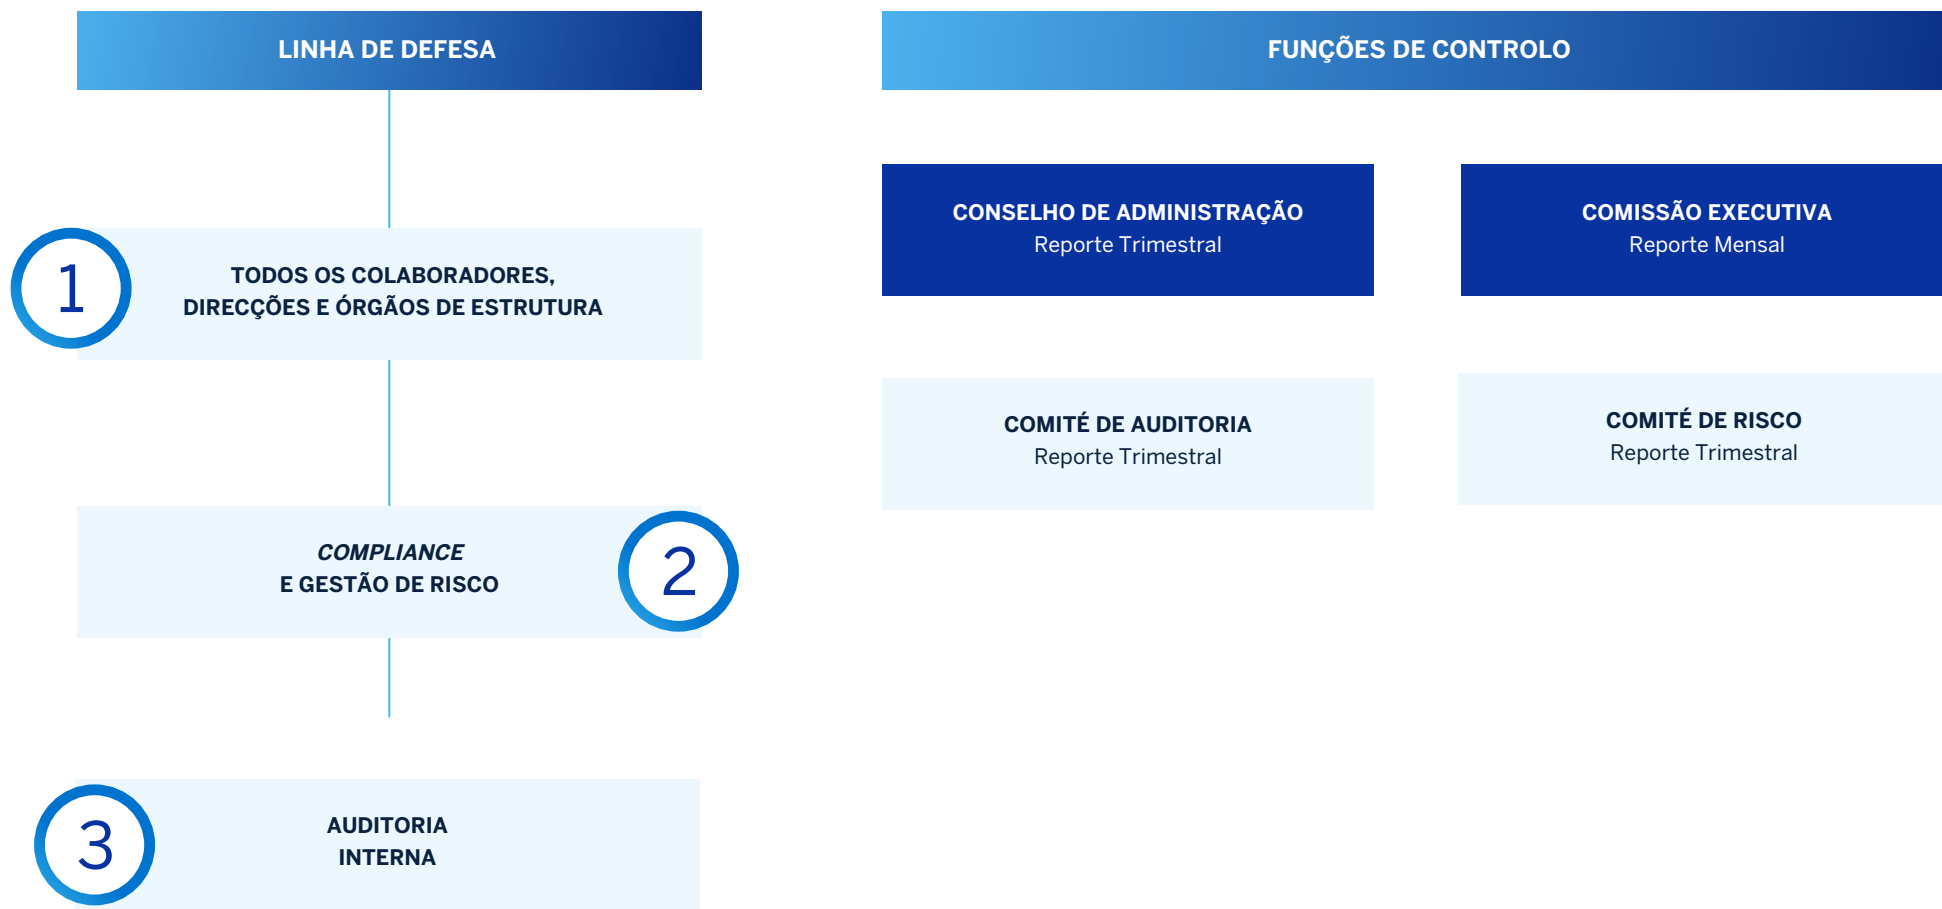 LINHA DE DEFESA
1
TODOS OS COLABORADORES,
DIRECÇÕES E ÓRGÃOS DE ESTRUTURA
COMPLIANCE
E GESTÃO DE RISCO
2
3
AUDITORIA
INTERNA
FUNÇÕES DE CONTROLO
CONSELHO DE ADMINISTRAÇÃO
Reporte Trimestral
COMISSÃO EXECUTIVA
Reporte Mensal
COMITÉ DE AUDITORIA
Reporte Trimestral
COMITÉ DE RISCO
Reporte Trimestral